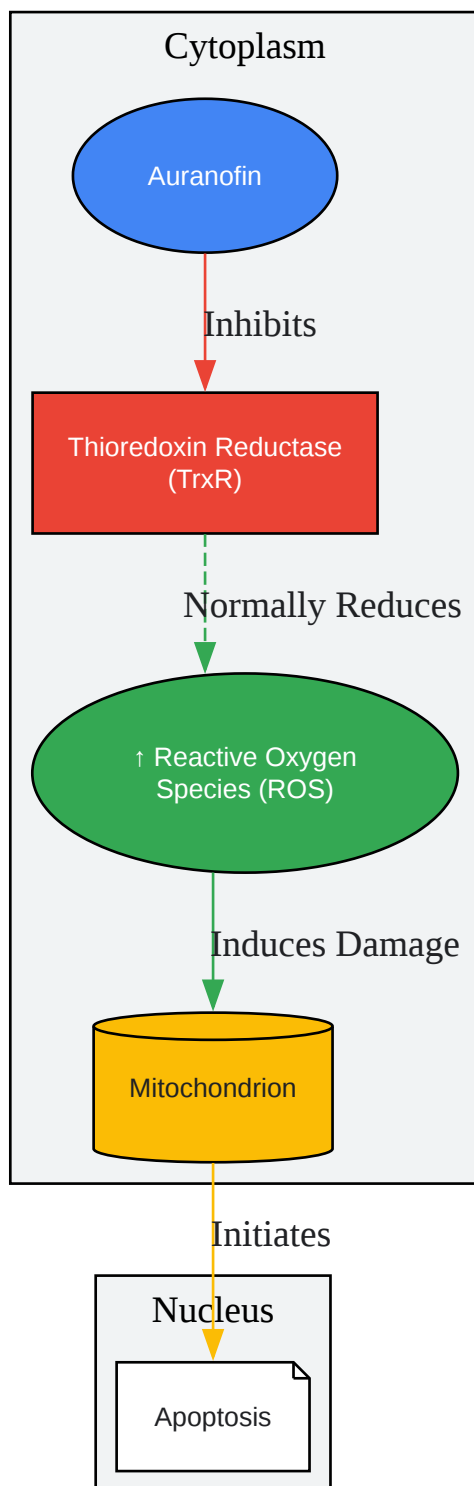 Cytoplasm
Auranofin
Inhibits
Thioredoxin Reductase
(TrxR)
Normally Reduces
↑ Reactive Oxygen
Species (ROS)
Induces Damage
Mitochondrion
Initiates
Nucleus
Apoptosis